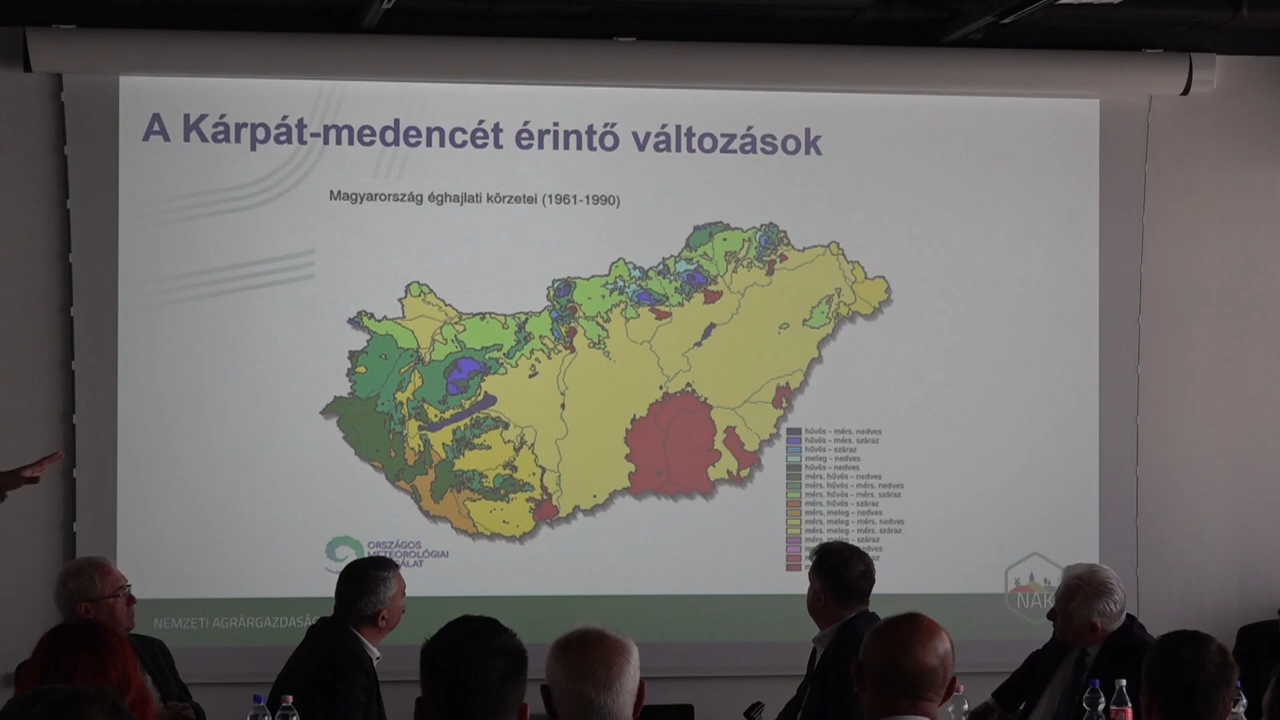 A Kárpát-medencét érintő változások
Magyarország éghajlati körzetei (1961-1990)
hűvös – mérs. nedves
hűvös – mérs. száraz
hűvös – száraz
meleg – nedves
hűvös – nedves
mérs. hűvös – nedves
mérs. hűvös – mérs. nedves
mérs. hűvös – mérs. száraz
mérs. hűvös – száraz
mérs. meleg – nedves
mérs. meleg – mérs. nedves
mérs. meleg – mérs. száraz
mérs. meleg – száraz
ORSZÁGOS
METEOROLÓGIAI
NEMZETI AGRÁRGAZDASÁG
NAK